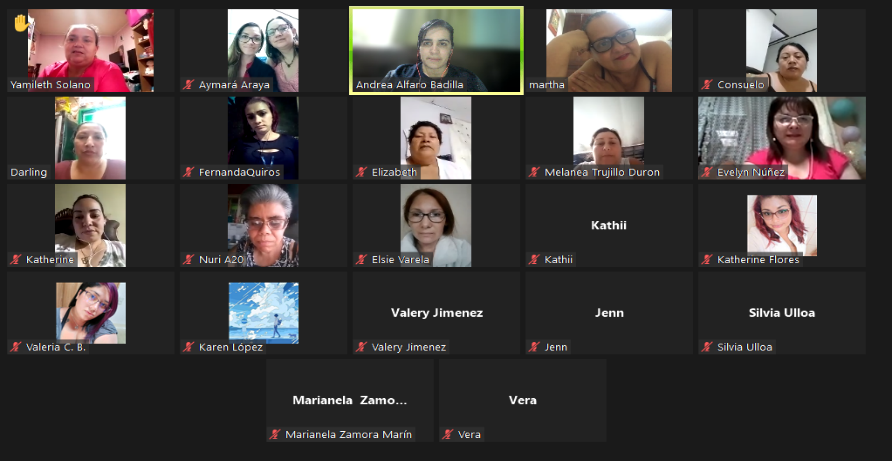 Yamileth Solano
Aymará Araya
Andrea Alfaro Badilla
martha
Consuelo
Darling
FernandaQuiros
Elizabeth
Melanea Trujillo Duron
Evelyn Núñez
Katherine
Nuri A20
Elsie Varela
Kathii
Kathii
Katherine Flores
Valeria C. B.
Karen López
Valery Jimenez
Valery Jimenez
Jenn
Jenn
Silvia Ulloa
Silvia Ulloa
Marianela Zamo...
Marianela Zamora Marín
Vera
Vera